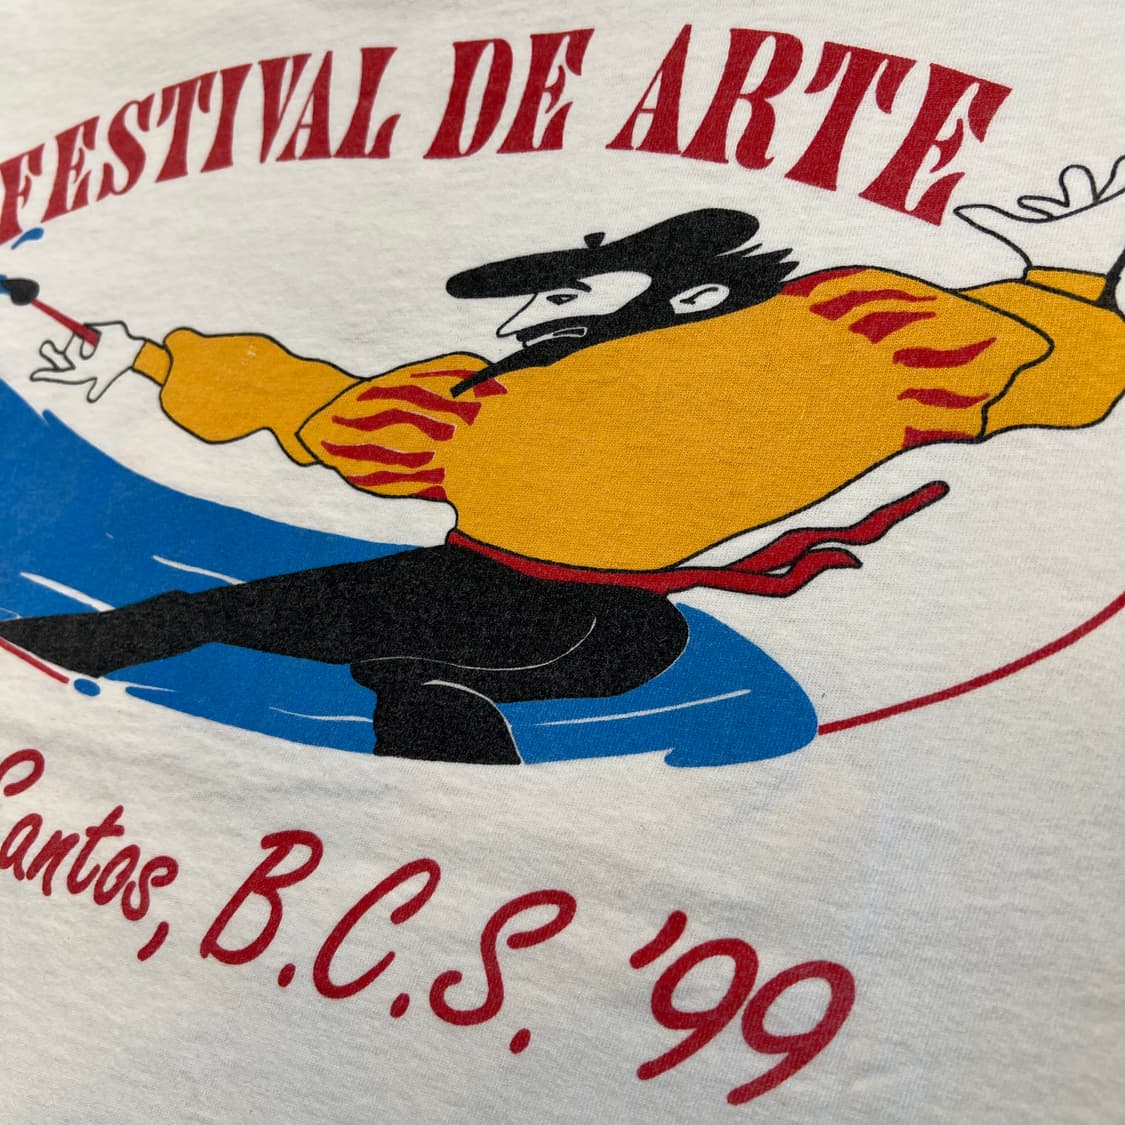 FESTIVAL DE ARTE
Santos, B.C.S. '99